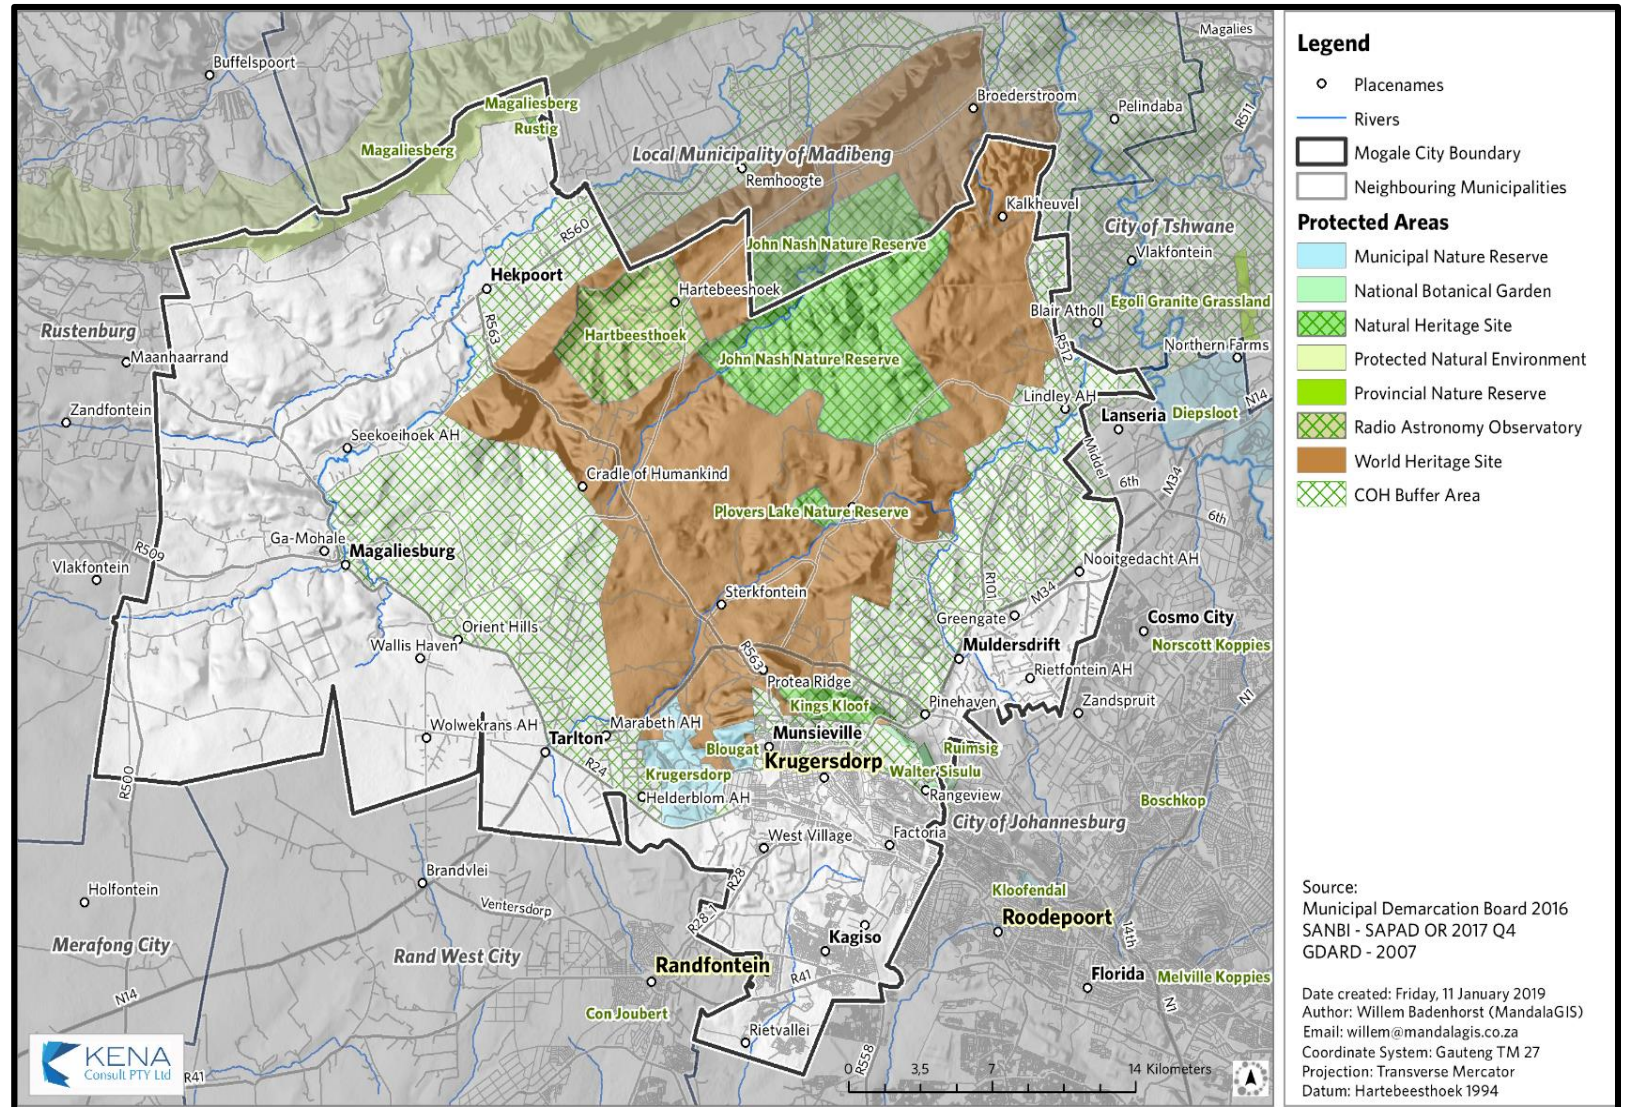 Buffelspoort
Magalies
Magaliesberg
Rustig
Magaliesberg
Broederstroom
Pelindaba
R511
Local Municipality of Madibeng
Remhoogte
Kalkheuvel
City of Tshwane
R560
John Nash Nature Reserve
Vlakfontein
Hekpoort
Hartebeeshoek
Egoli Granite Grassland
Blair Atholl
Rustenburg
R563
Hartbeesthoek
R512
Northern Farms
Maanhaarrand
John Nash Nature Reserve
Lindley AH
N14
Zandfontein
Lanseria
Diepsloot
Seekoeihoek AH
Middel
Cradle of Humankind
6th
M34
Plovers Lake Nature Reserve
6th
Ga-Mohale
R509
Magaliesburg
Vlakfontein
Nooitgedacht AH
R101
M34
Sterkfontein
Greengate
Cosmo City
Orient Hills
Wallis Haven
Muldersdrift
Norscott Koppies
R563
Rietfontein AH
Protea Ridge
N1
Kings Kloof
Pinehaven
Zandspruit
Wolwekrans AH
Marabeth AH
Tarlton
Munsieville
Blougat
Ruimsig
Krugersdorp
R24
Krugersdorp
Walter Sisulu
R500
Helderblom AH
Rangeview
Boschkop
City of Johannesburg
West Village
Factoria
Brandvlei
R28
Holfontein
Kloofendal
Ventersdorp
R28_1
Roodepoort
14th
Merafong City
Rand West City
Kagiso
Randfontein
R41
Florida
Melville Koppies
N14
N1
Con Joubert
Rietvallei
R558
R41
KENA
Consult PTY Ltd
0 3,5 7 14 Kilometers
Legend
Placenames
Rivers
Mogale City Boundary
Neighbouring Municipalities
Protected Areas
Municipal Nature Reserve
National Botanical Garden
Natural Heritage Site
Protected Natural Environment
Provincial Nature Reserve
Radio Astronomy Observatory
World Heritage Site
COH Buffer Area
Source:
Municipal Demarcation Board 2016
SANBI - SAPAD OR 2017 Q4
GDARD - 2007
Date created: Friday, 11 January 2019
Author: Willem Badenhorst (MandalaGIS)
Email: willem@mandalagis.co.za
Coordinate System: Gauteng TM 27
Projection: Transverse Mercator
Datum: Hartebeesthoek 1994